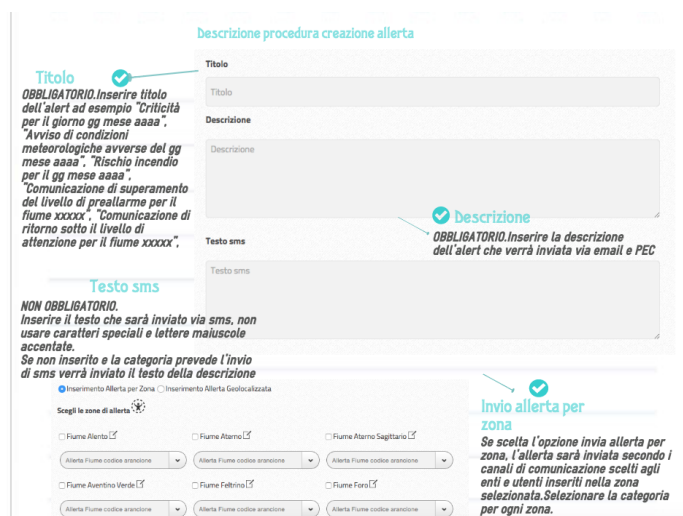 Descrizione procedura creazione allerta
Titolo
OBBLIGATORIO.Inserire titolo
dell'alert ad esempio "Criticità
per il giorno gg mese aaaa",
"Avviso di condizioni
meteorologiche avverse del gg
mese aaaa", "Rischio incendio
per il gg mese aaaa",
"Comunicazione di superamento
del livello di preallarme per il
fiume xxxxx", "Comunicazione di
ritorno sotto il livello di
attenzione per il fiume xxxxx",
Titolo
Titolo
Descrizione
Descrizione
Descrizione
OBBLIGATORIO.Inserire la descrizione
dell'alert che verrà inviata via email e PEC
Testo sms
Testo sms
Testo sms
NON OBBLIGATORIO.
Inserire il testo che sarà inviato via sms, non
usare caratteri speciali e lettere maiuscole
accentate.
Se non inserito e la categoria prevede l'invio
di sms verrà inviato il testo della descrizione
Inserimento Allerta per Zona Inserimento Allerta Geolocalizzata
Scegli le zone di allerta
Fiume Alento Fiume Aterno Fiume Aterno Sagittario
Allerta Fiume codice arancione Allerta Fiume codice arancione Allerta Fiume codice arancione
Fiume Aventino Verde Fiume Feltrino Fiume Foro
Allerta Fiume codice arancione Allerta Fiume codice arancione Allerta Fiume codice arancione
Invio allerta per
zona
Se scelta l'opzione invia allerta per
zona, l'allerta sarà inviata secondo i
canali di comunicazione scelti agli
enti e utenti inseriti nella zona
selezionata.Selezionare la categoria
per ogni zona.